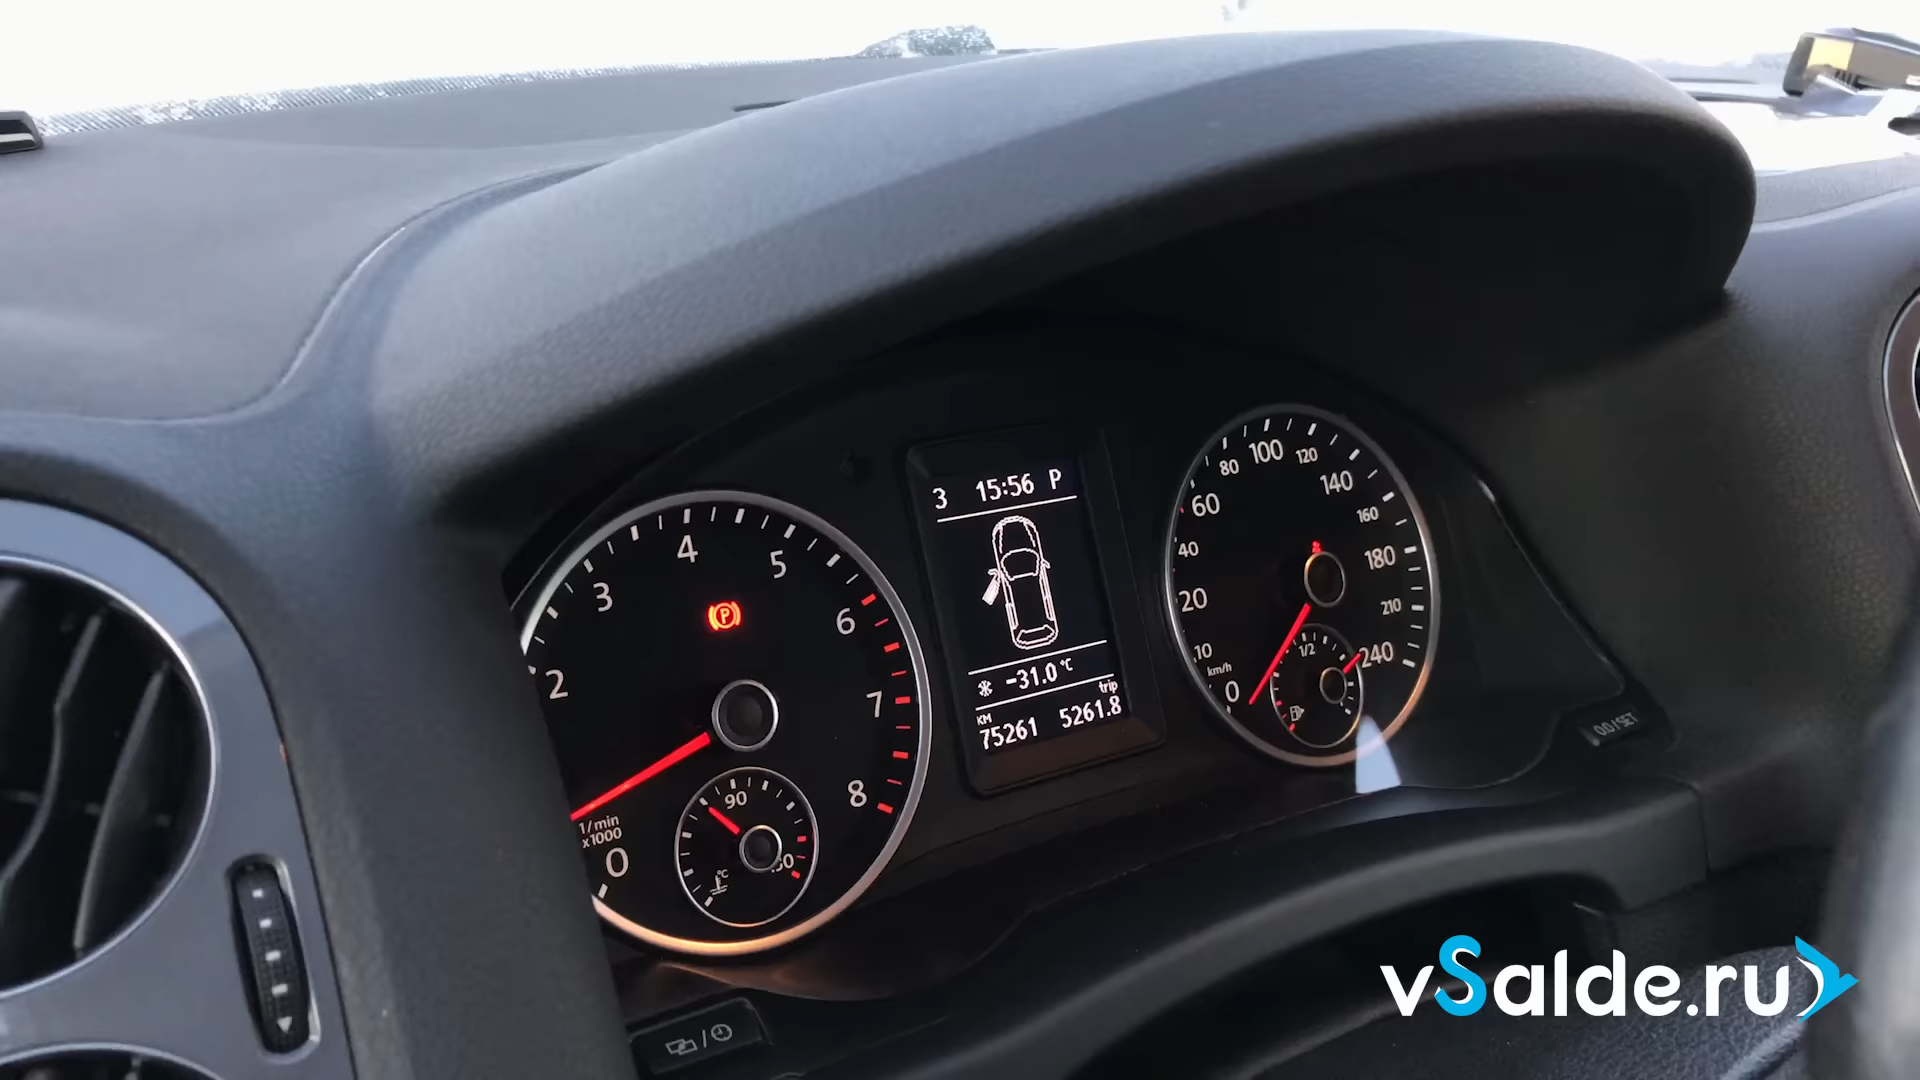 3 15:56 P
-31.0 °C
KM
trip
75261 5261.8
2
3
4
5
6
7
8
0
1/min
x1000
90
°C
0
10
20
40
60
80
100
120
140
160
180
210
240
km/h
1/2
0.0/SET
vSalde.ru